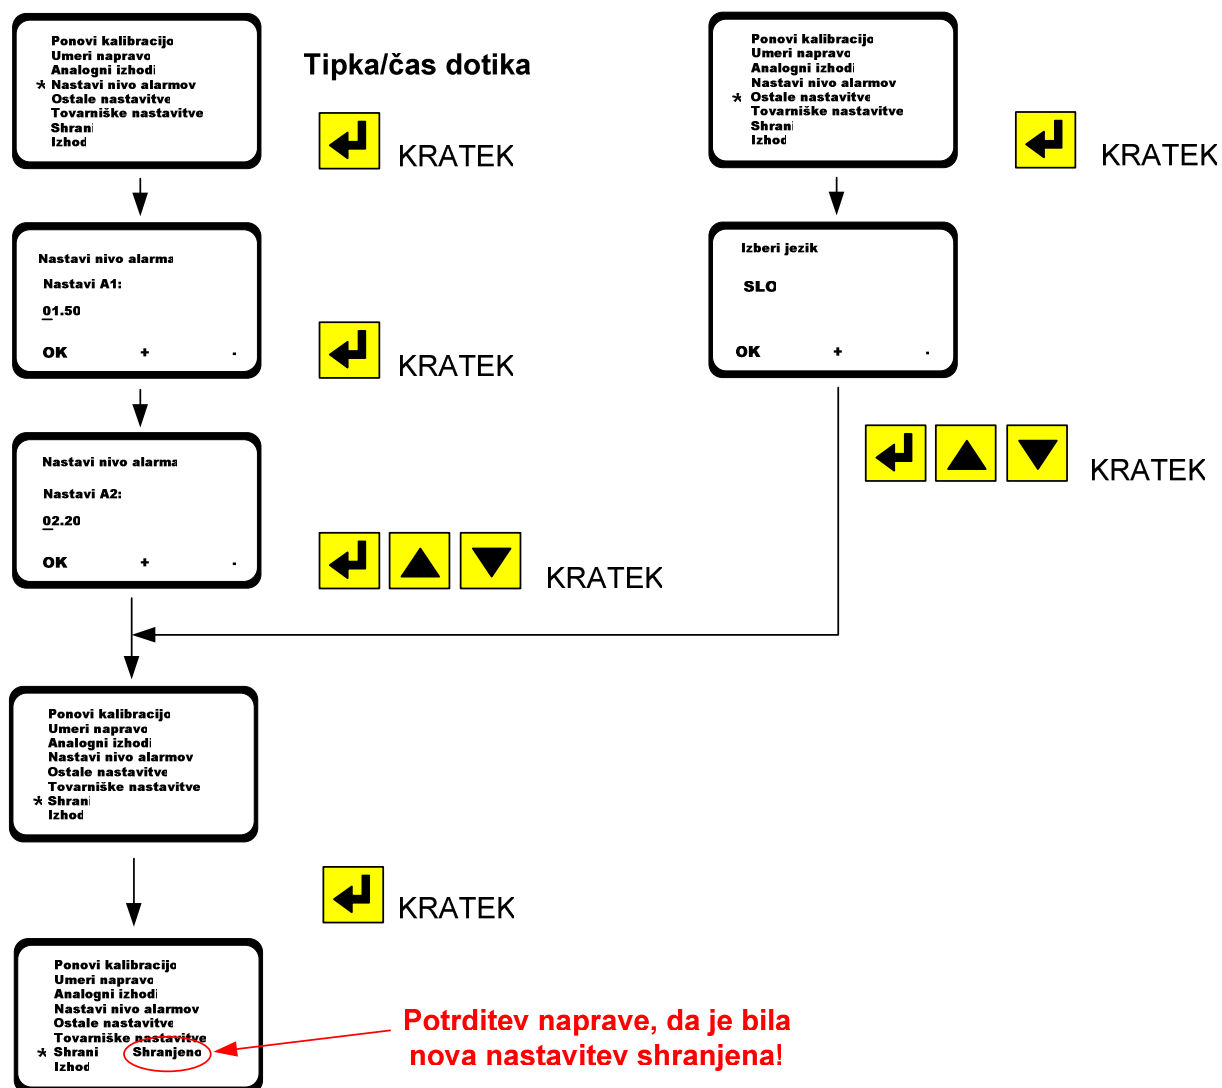 Ponovi kalibracijo
Umeri napravo
Analogni izhodi
* Nastavi nivo alarmov
Ostale nastavitve
Tovarniške nastavitve
Shrani
Izhod
Tipka/čas dotika
KRATEK
Nastavi nivo alarma
Nastavi A1:
01.50
OK + -
KRATEK
Nastavi nivo alarma
Nastavi A2:
02.20
OK + -
KRATEK
Ponovi kalibracijo
Umeri napravo
Analogni izhodi
Nastavi nivo alarmov
* Ostale nastavitve
Tovarniške nastavitve
Shrani
Izhod
KRATEK
Izberi jezik
SLO
OK + -
KRATEK
Ponovi kalibracijo
Umeri napravo
Analogni izhodi
Nastavi nivo alarmov
Ostale nastavitve
Tovarniške nastavitve
* Shrani
Izhod
KRATEK
Ponovi kalibracijo
Umeri napravo
Analogni izhodi
Nastavi nivo alarmov
Ostale nastavitve
Tovarniške nastavitve
* Shrani Shranjeno
Izhod
Potrditev naprave, da je bila
nova nastavitev shranjena!